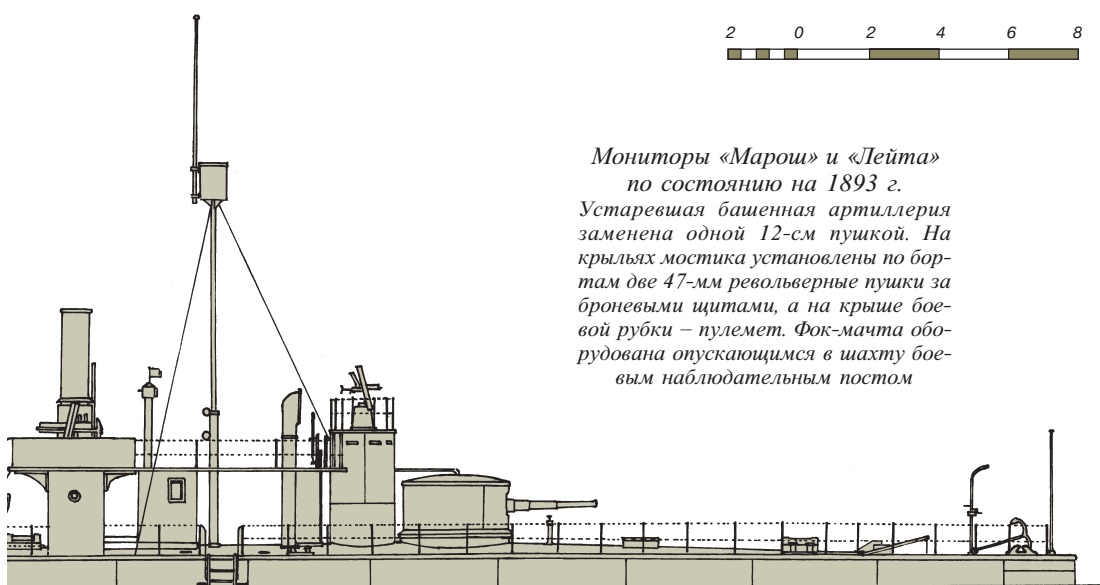 2 0 2 4 6 8
Мониторы «Марош» и «Лейта»
по состоянию на 1893 г.
Устаревшая башенная артиллерия
заменена одной 12-см пушкой. На
крыльях мостика установлены по бор-
там две 47-мм револьверные пушки за
броневыми щитами, а на крыше бое-
вой рубки – пулемет. Фок-мачта обо-
рудована опускающимся в шахту бое-
вым наблюдательным постом